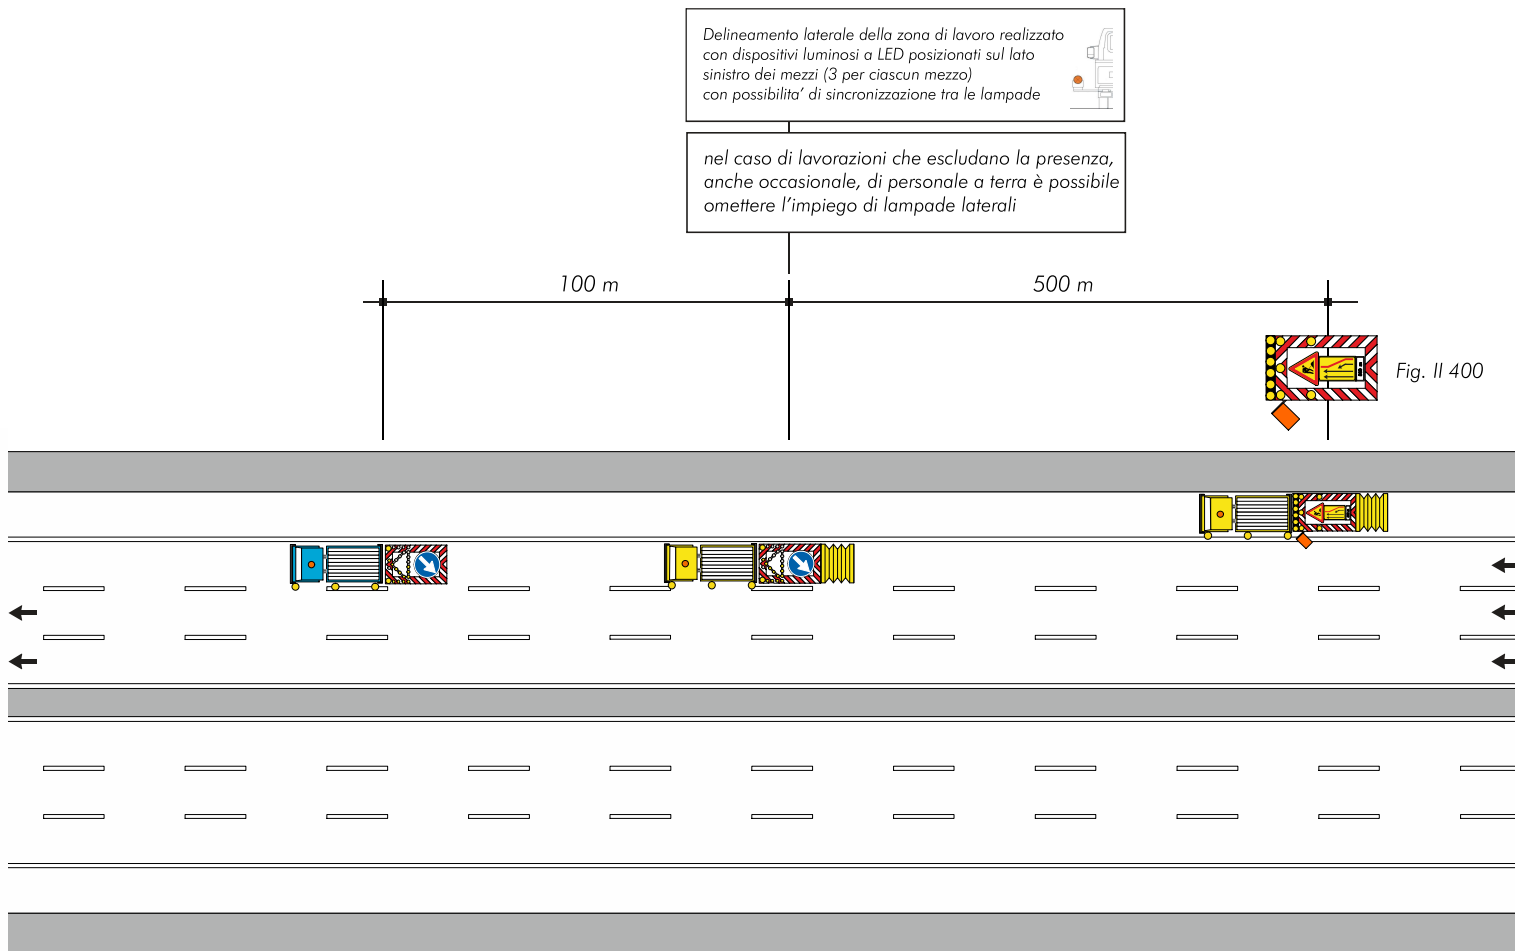 Delineamento laterale della zona di lavoro realizzato
con dispositivi luminosi a LED posizionati sul lato
sinistro dei mezzi (3 per ciascun mezzo)
con possibilita' di sincronizzazione tra le lampade
nel caso di lavorazioni che escludano la presenza,
anche occasionale, di personale a terra è possibile
omettere l'impiego di lampade laterali
100 m
500 m
Fig. II 400